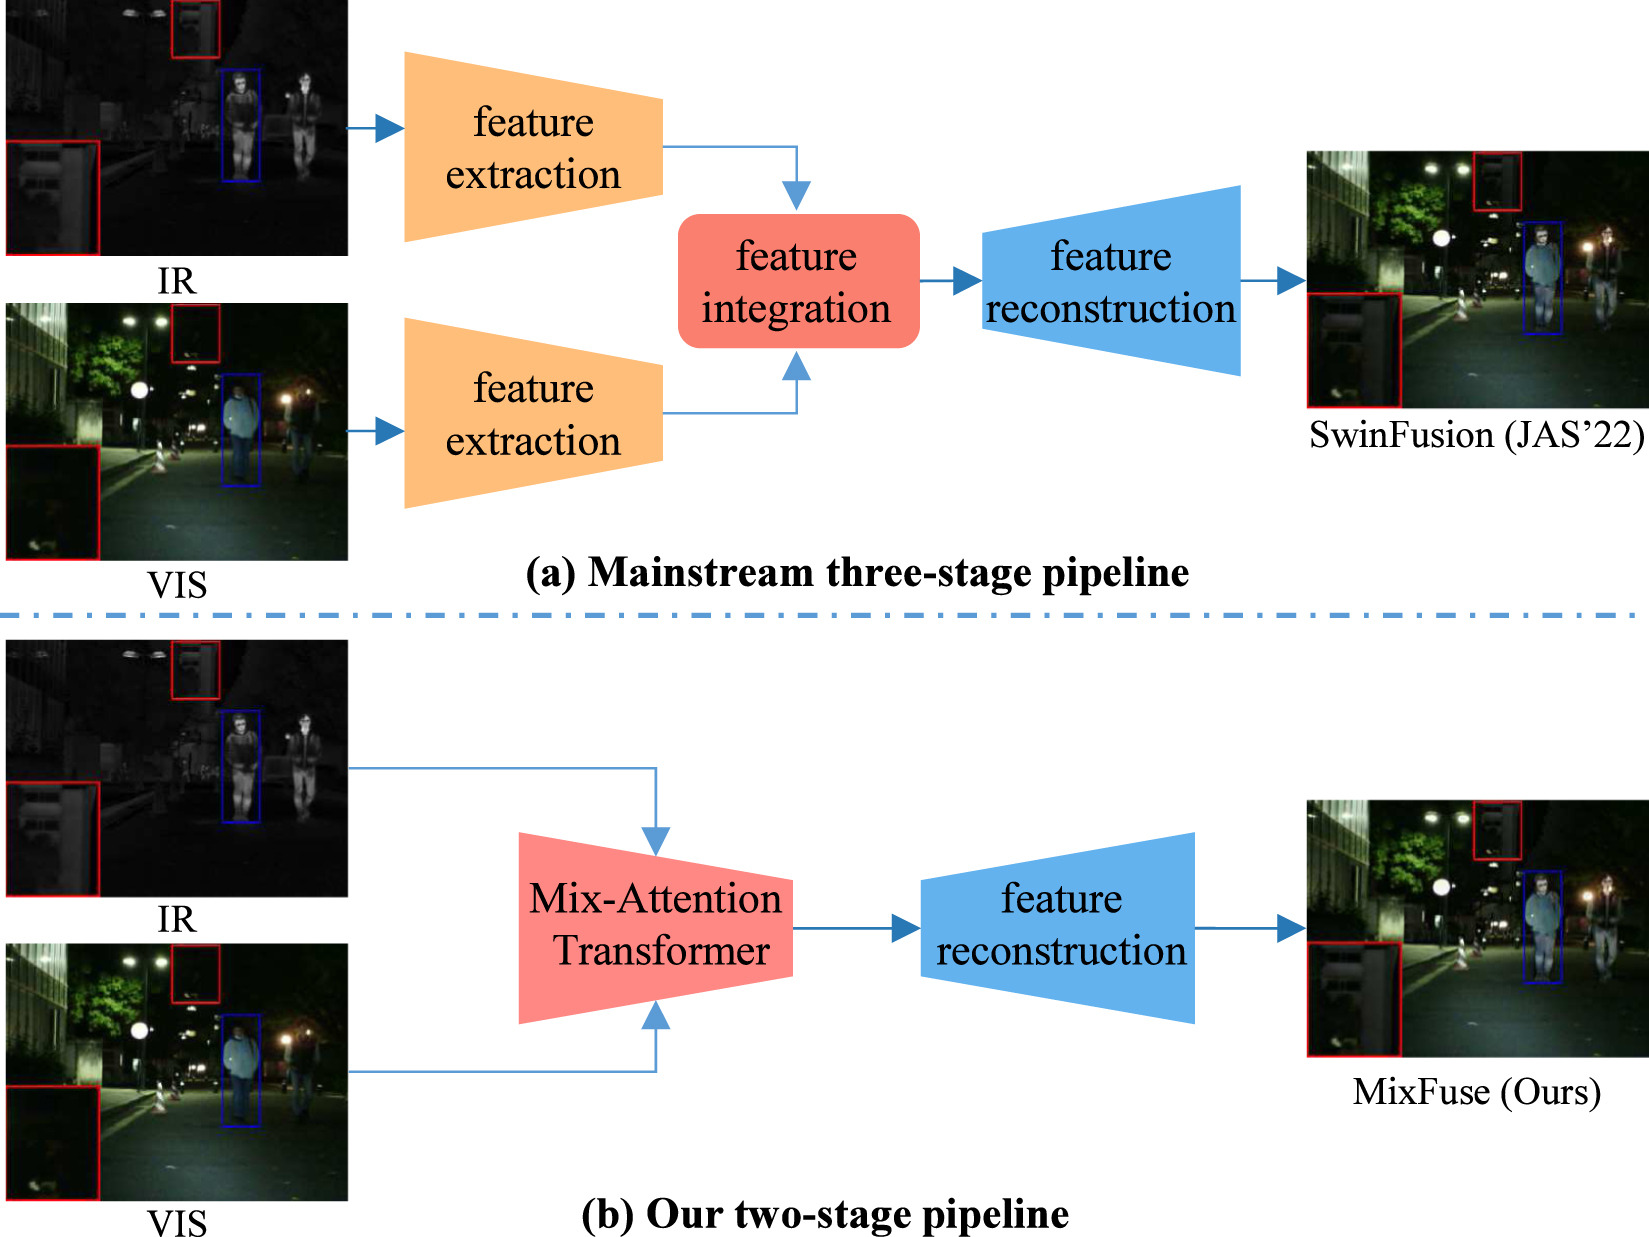 IR
feature
extraction
feature
integration
feature
reconstruction
VIS
feature
extraction
SwinFusion (JAS’22)
(a) Mainstream three-stage pipeline
IR
Mix-Attention
Transformer
feature
reconstruction
VIS
MixFuse (Ours)
(b) Our two-stage pipeline